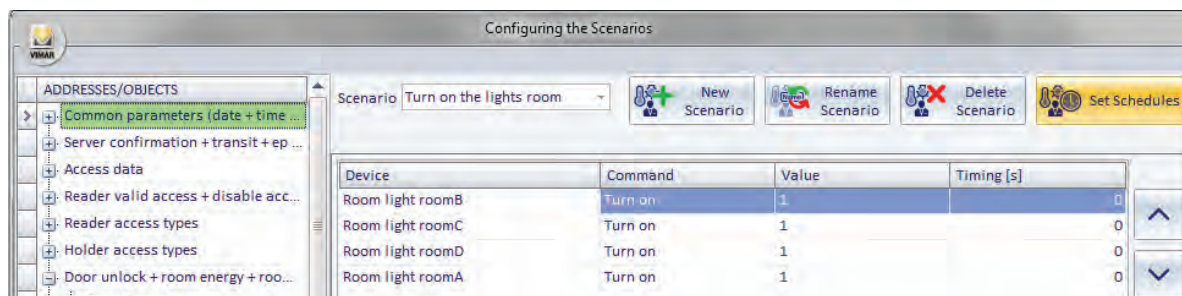 Configuring the Scenarios
VIMAR
ADDRESSES/OBJECTS
Common parameters (date + time ...
Server confirmation + transit + ep ...
Access data
Reader valid access + disable acc...
Reader access types
Holder access types
Door unlock + room energy + roo...
Scenario Turn on the lights room
New Scenario
Rename Scenario
Delete Scenario
Set Schedules
Device Command Value Timing [s]
Room light roomB Turn on 1 0
Room light roomC Turn on 1 0
Room light roomD Turn on 1 0
Room light roomA Turn on 1 0